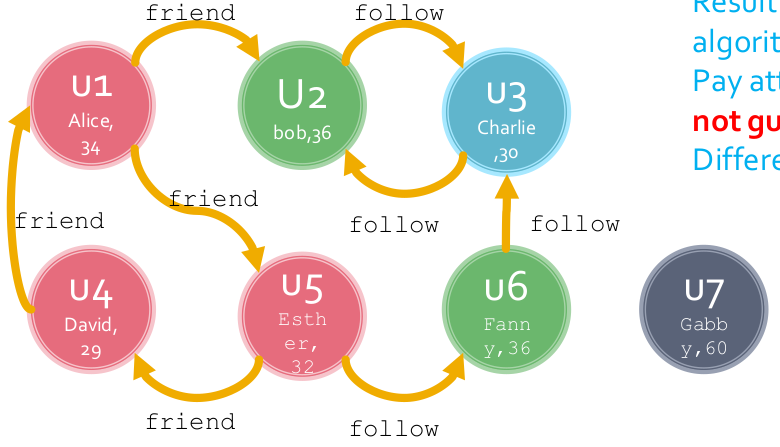 friend
follow
Result
algorit
Pay att
not gu
Differe
U1
Alice,
34
U2
bob,36
U3
Charlie
,30
friend
follow
follow
friend
U4
David,
29
U5
Esth
er,
32
U6
Fann
y,36
U7
Gabb
y,60
friend
follow